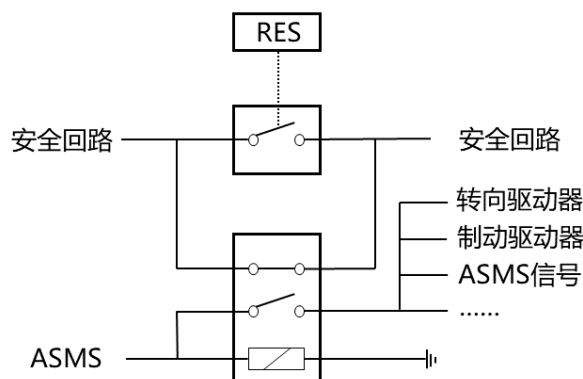 RES
安全回路
安全回路
转向驱动器
制动驱动器
ASMS信号
......
ASMS